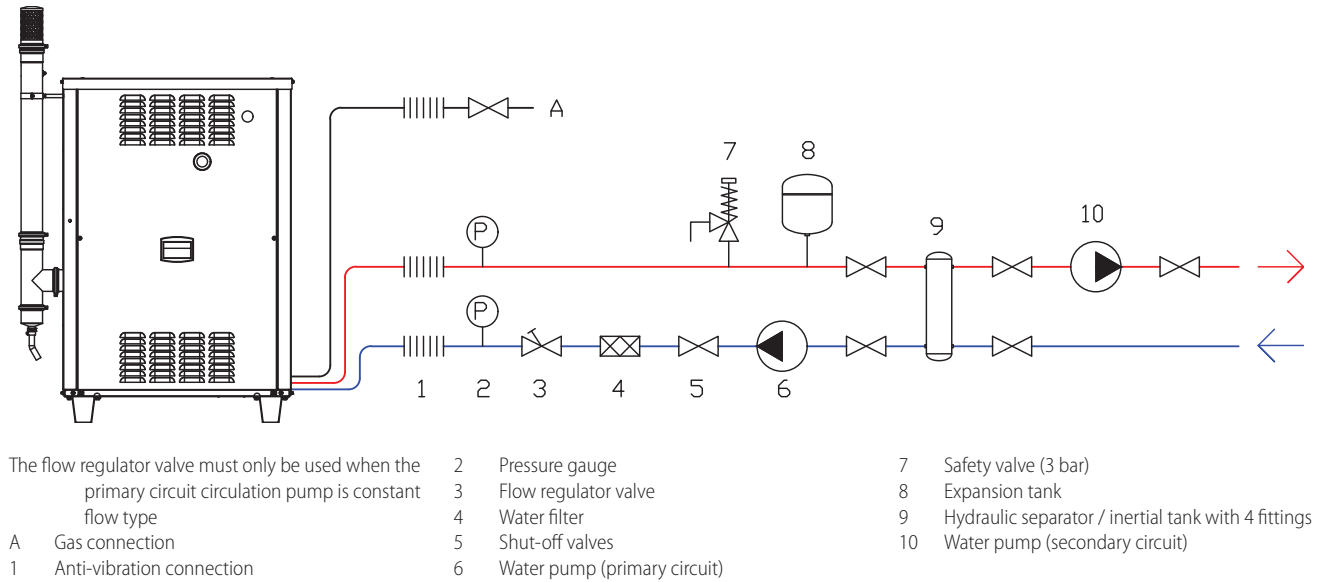 A
7
8
9
10
P
P
1
2
3
4
5
6
The flow regulator valve must only be used when the
primary circuit circulation pump is constant
flow type
A Gas connection
1 Anti-vibration connection
2 Pressure gauge
3 Flow regulator valve
4 Water filter
5 Shut-off valves
6 Water pump (primary circuit)
7 Safety valve (3 bar)
8 Expansion tank
9 Hydraulic separator / inertial tank with 4 fittings
10 Water pump (secondary circuit)